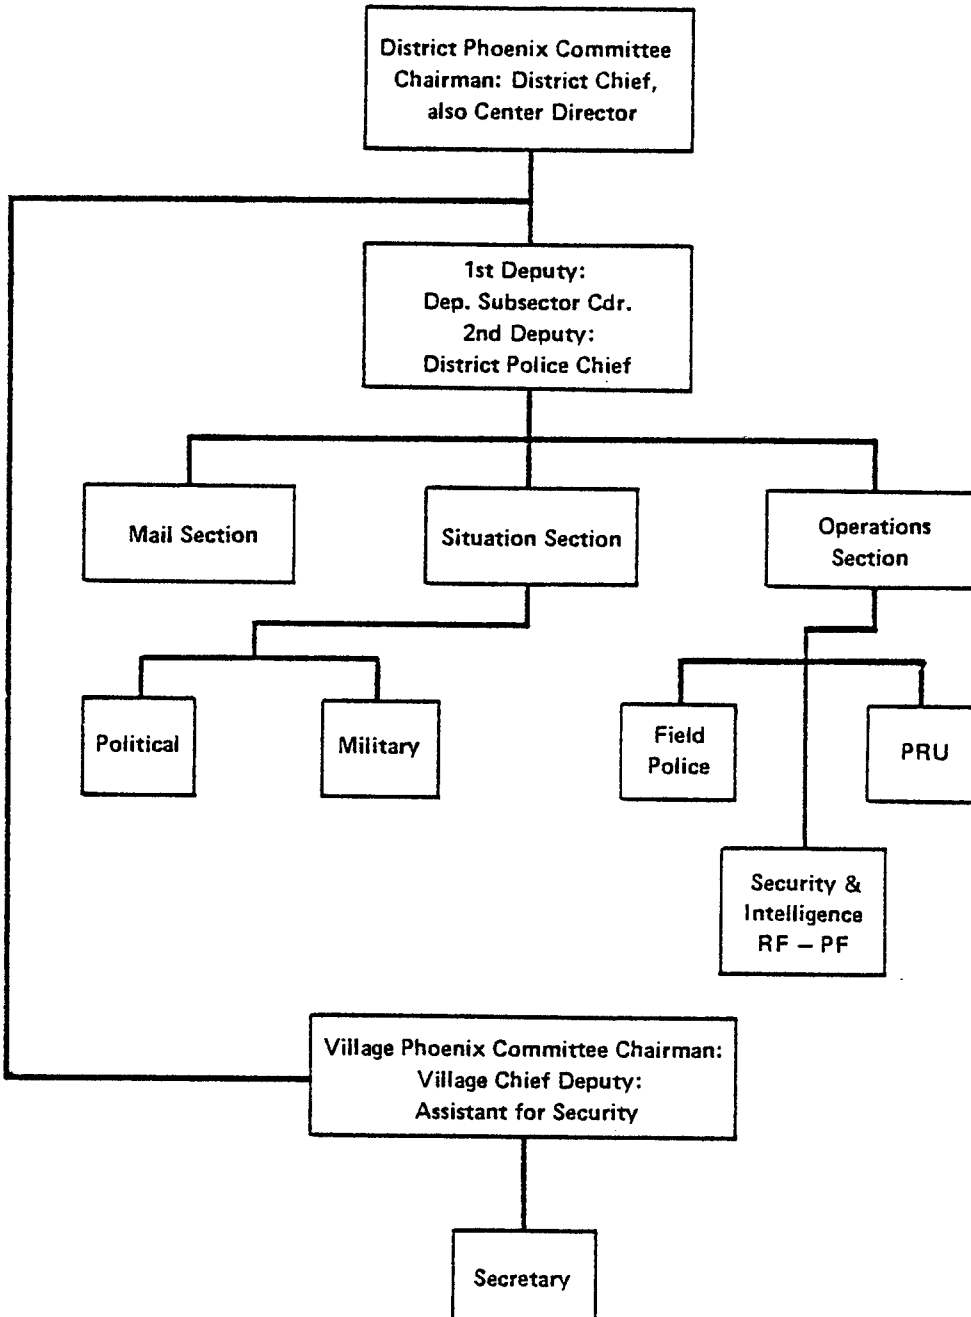 District Phoenix Committee
Chairman: District Chief,
also Center Director
1st Deputy:
Dep. Subsector Cdr.
2nd Deputy:
District Police Chief
Mail Section
Situation Section
Operations
Section
Political
Military
Field
Police
PRU
Security &
Intelligence
RF – PF
Village Phoenix Committee Chairman:
Village Chief Deputy:
Assistant for Security
Secretary